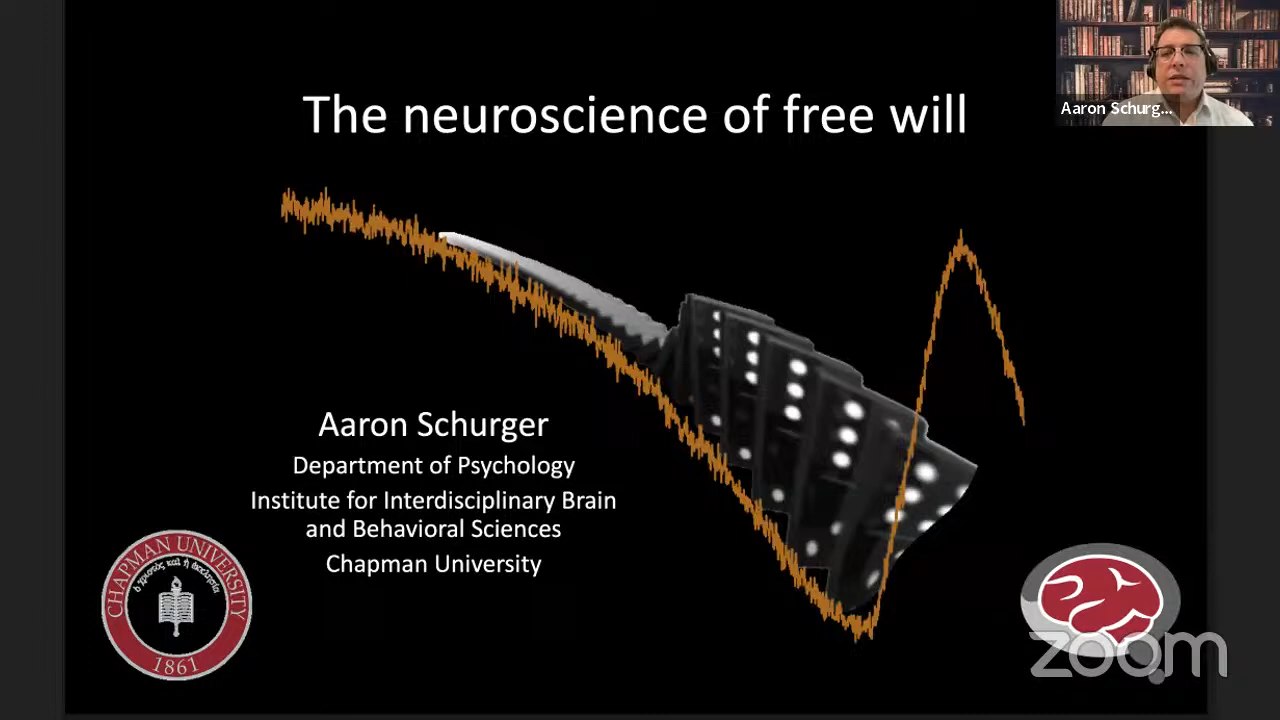 The neuroscience of free will
Aaron Schurg...
Aaron Schurger
Department of Psychology
Institute for Interdisciplinary Brain
and Behavioral Sciences
Chapman University
CHAPMAN UNIVERSITY
1861
zoom